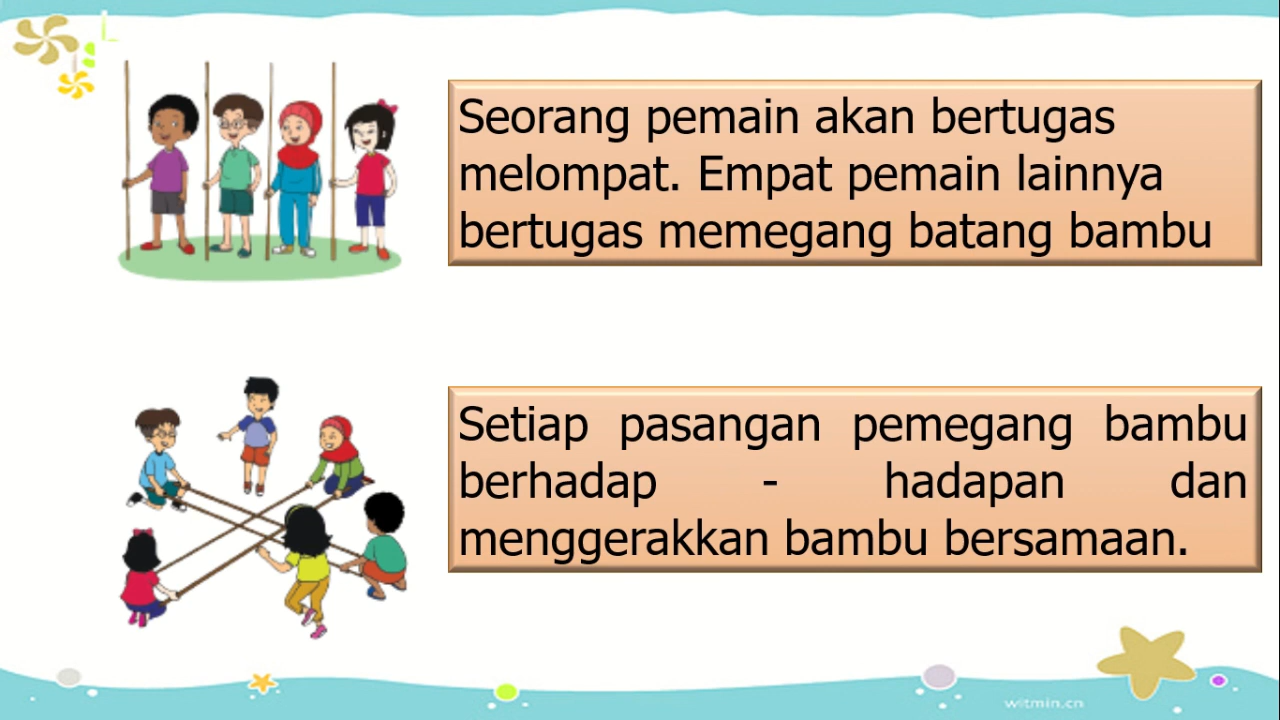 Seorang pemain akan bertugas
melompat. Empat pemain lainnya
bertugas memegang batang bambu
Setiap pasangan pemegang bambu
berhadap - hadapan dan
menggerakkan bambu bersamaan.
witmin.cn